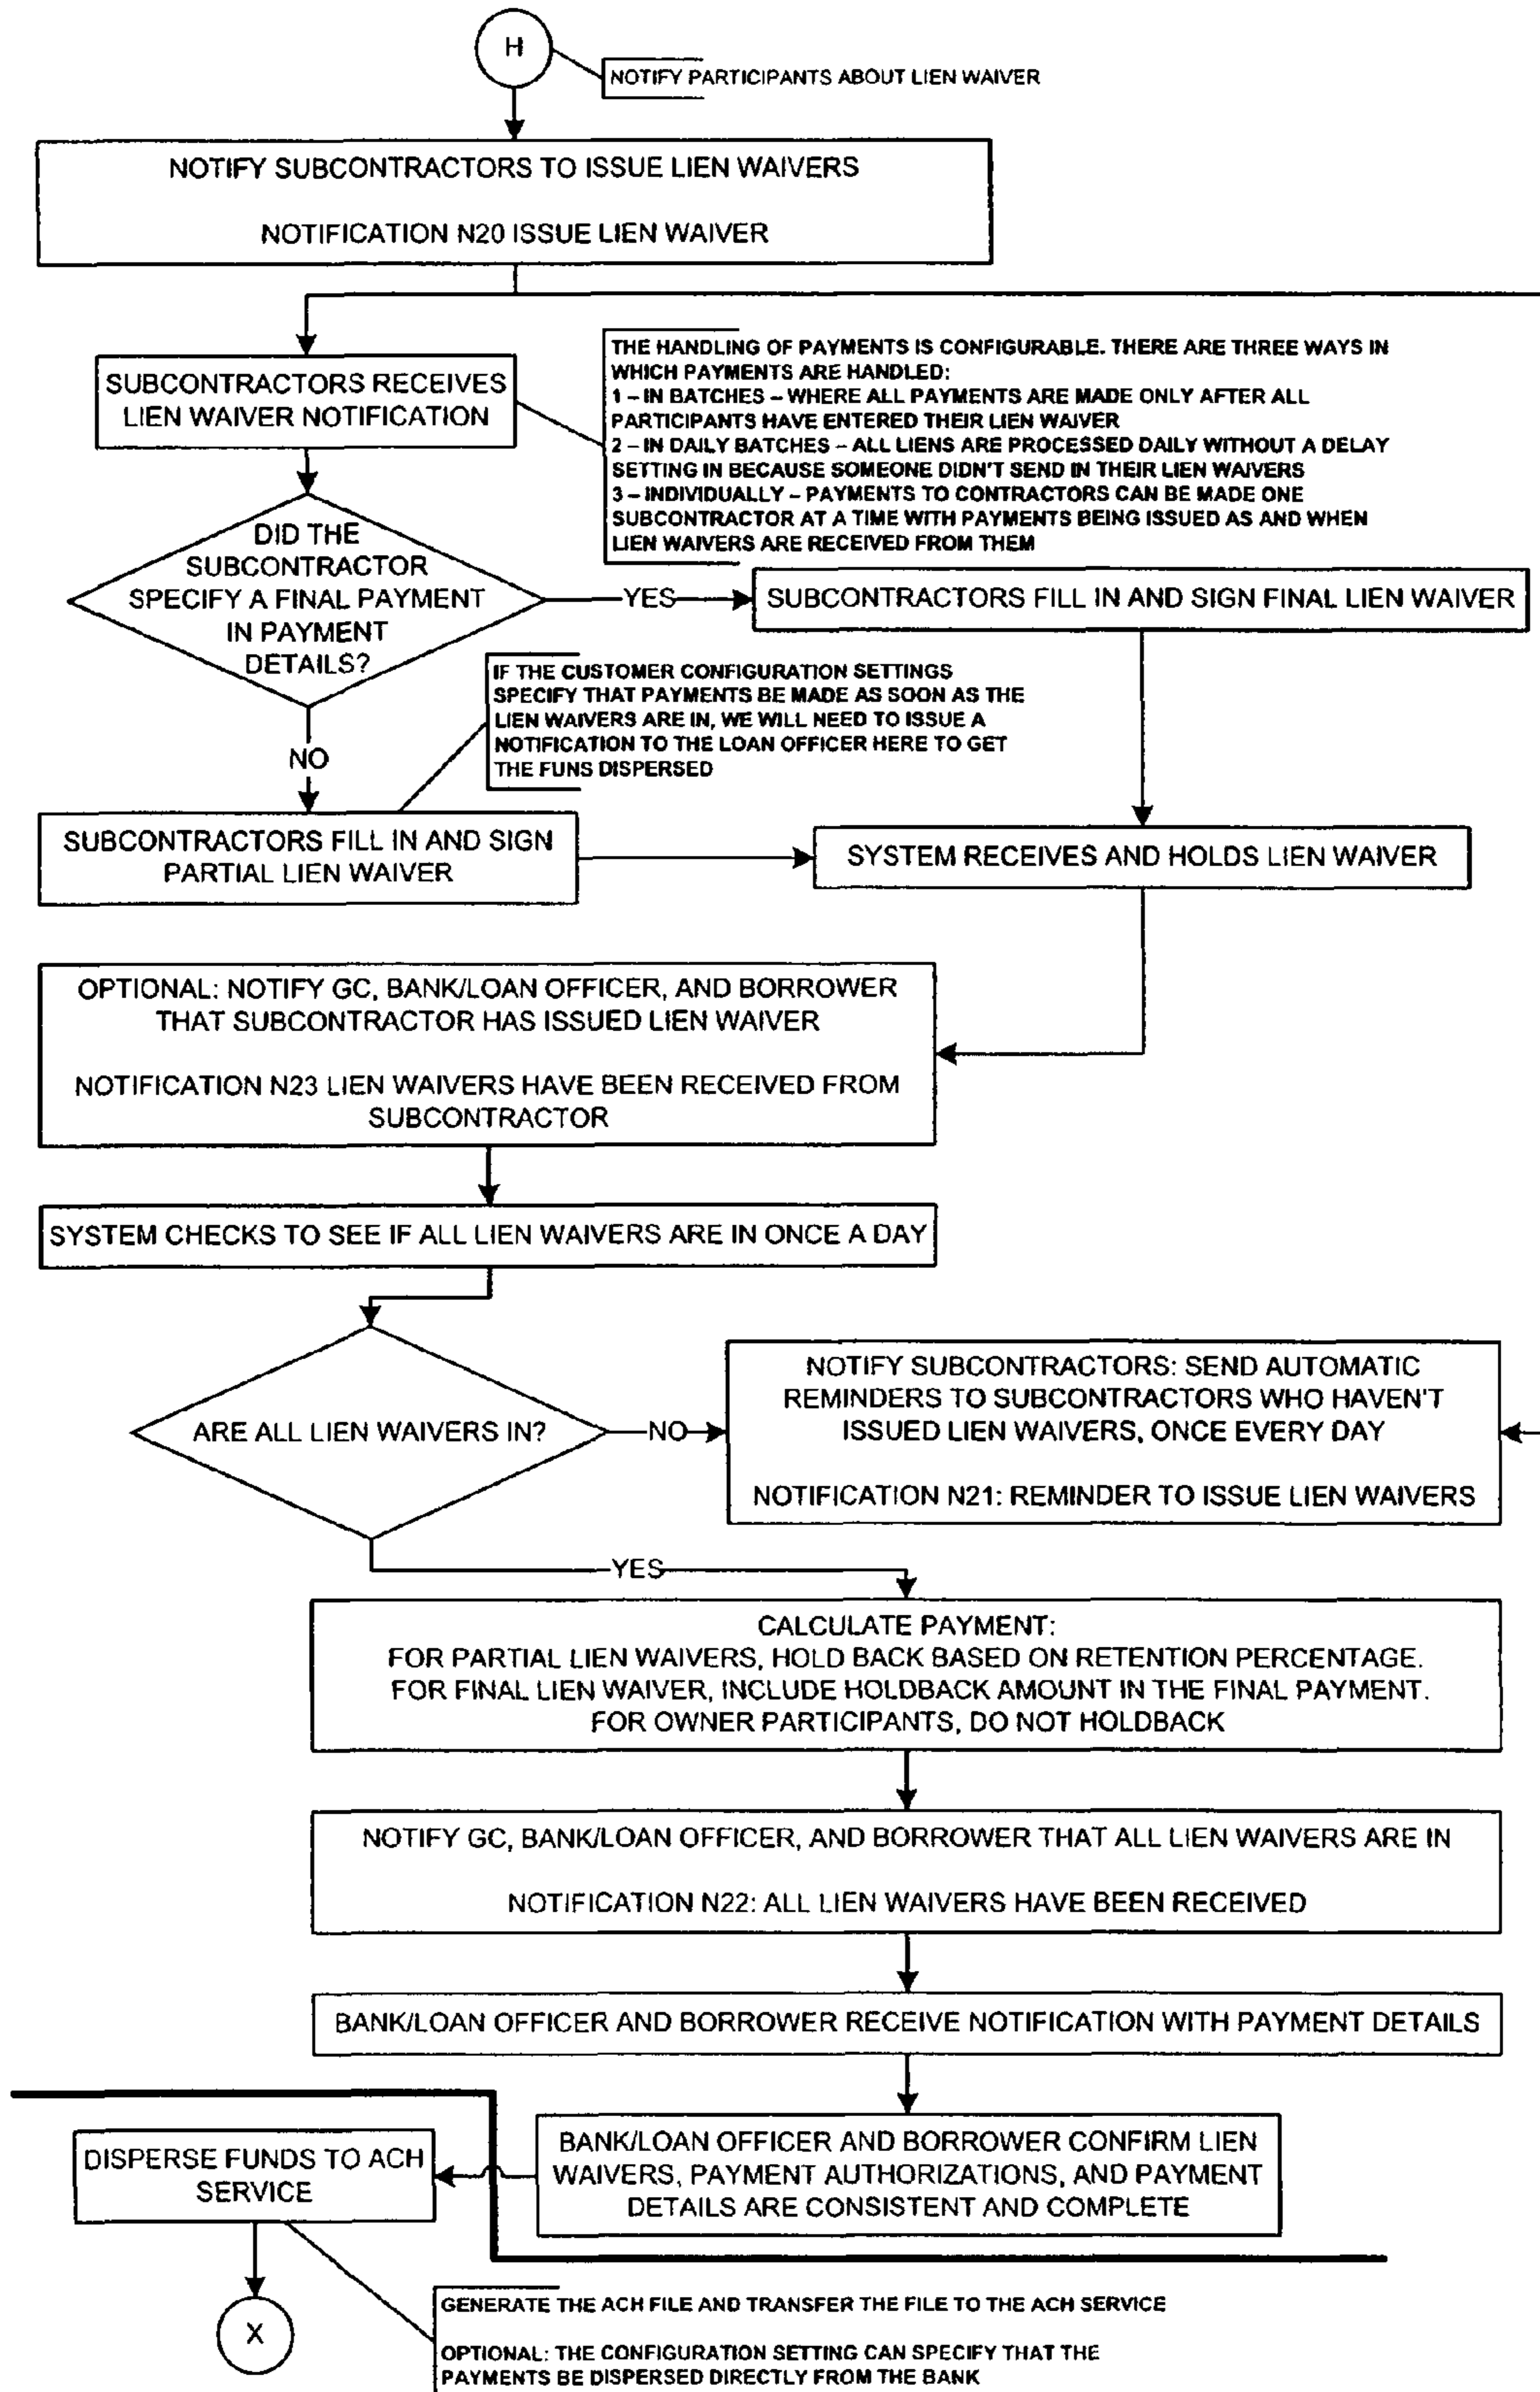 H
NOTIFY PARTICIPANTS ABOUT LIEN WAIVER
NOTIFY SUBCONTRACTORS TO ISSUE LIEN WAIVERS
NOTIFICATION N20 ISSUE LIEN WAIVER
SUBCONTRACTORS RECEIVES
LIEN WAIVER NOTIFICATION
THE HANDLING OF PAYMENTS IS CONFIGURABLE. THERE ARE THREE WAYS IN
WHICH PAYMENTS ARE HANDLED:
1 – IN BATCHES – WHERE ALL PAYMENTS ARE MADE ONLY AFTER ALL
PARTICIPANTS HAVE ENTERED THEIR LIEN WAIVER
2 – IN DAILY BATCHES – ALL LIENS ARE PROCESSED DAILY WITHOUT A DELAY
SETTING IN BECAUSE SOMEONE DIDN'T SEND IN THEIR LIEN WAIVERS
3 – INDIVIDUALLY – PAYMENTS TO CONTRACTORS CAN BE MADE ONE
SUBCONTRACTOR AT A TIME WITH PAYMENTS BEING ISSUED AS AND WHEN
LIEN WAIVERS ARE RECEIVED FROM THEM
DID THE
SUBCONTRACTOR
SPECIFY A FINAL PAYMENT
IN PAYMENT
DETAILS?
YES
SUBCONTRACTORS FILL IN AND SIGN FINAL LIEN WAIVER
IF THE CUSTOMER CONFIGURATION SETTINGS
SPECIFY THAT PAYMENTS BE MADE AS SOON AS THE
LIEN WAIVERS ARE IN, WE WILL NEED TO ISSUE A
NOTIFICATION TO THE LOAN OFFICER HERE TO GET
THE FUNS DISPERSED
NO
SUBCONTRACTORS FILL IN AND SIGN
PARTIAL LIEN WAIVER
SYSTEM RECEIVES AND HOLDS LIEN WAIVER
OPTIONAL: NOTIFY GC, BANK/LOAN OFFICER, AND BORROWER
THAT SUBCONTRACTOR HAS ISSUED LIEN WAIVER
NOTIFICATION N23 LIEN WAIVERS HAVE BEEN RECEIVED FROM
SUBCONTRACTOR
SYSTEM CHECKS TO SEE IF ALL LIEN WAIVERS ARE IN ONCE A DAY
ARE ALL LIEN WAIVERS IN?
NO
NOTIFY SUBCONTRACTORS: SEND AUTOMATIC
REMINDERS TO SUBCONTRACTORS WHO HAVEN'T
ISSUED LIEN WAIVERS, ONCE EVERY DAY
NOTIFICATION N21: REMINDER TO ISSUE LIEN WAIVERS
YES
CALCULATE PAYMENT:
FOR PARTIAL LIEN WAIVERS, HOLD BACK BASED ON RETENTION PERCENTAGE.
FOR FINAL LIEN WAIVER, INCLUDE HOLDBACK AMOUNT IN THE FINAL PAYMENT.
FOR OWNER PARTICIPANTS, DO NOT HOLDBACK
NOTIFY GC, BANK/LOAN OFFICER, AND BORROWER THAT ALL LIEN WAIVERS ARE IN
NOTIFICATION N22: ALL LIEN WAIVERS HAVE BEEN RECEIVED
BANK/LOAN OFFICER AND BORROWER RECEIVE NOTIFICATION WITH PAYMENT DETAILS
BANK/LOAN OFFICER AND BORROWER CONFIRM LIEN
WAIVERS, PAYMENT AUTHORIZATIONS, AND PAYMENT
DETAILS ARE CONSISTENT AND COMPLETE
DISPERSE FUNDS TO ACH
SERVICE
X
GENERATE THE ACH FILE AND TRANSFER THE FILE TO THE ACH SERVICE
OPTIONAL: THE CONFIGURATION SETTING CAN SPECIFY THAT THE
PAYMENTS BE DISPERSED DIRECTLY FROM THE BANK